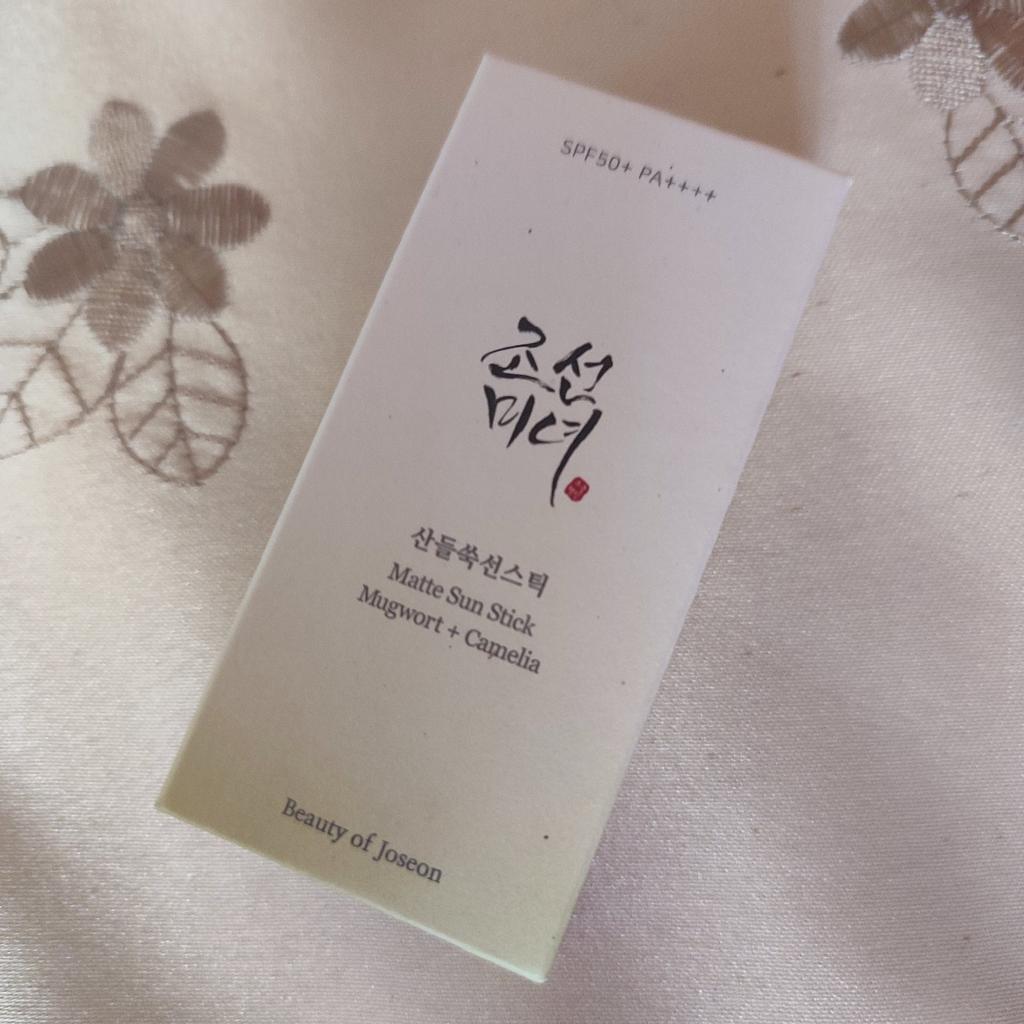 SPF50+ PA++++
조선
미녀
산들쑥선스틱
Matte Sun Stick
Mugwort + Camelia
Beauty of Joseon